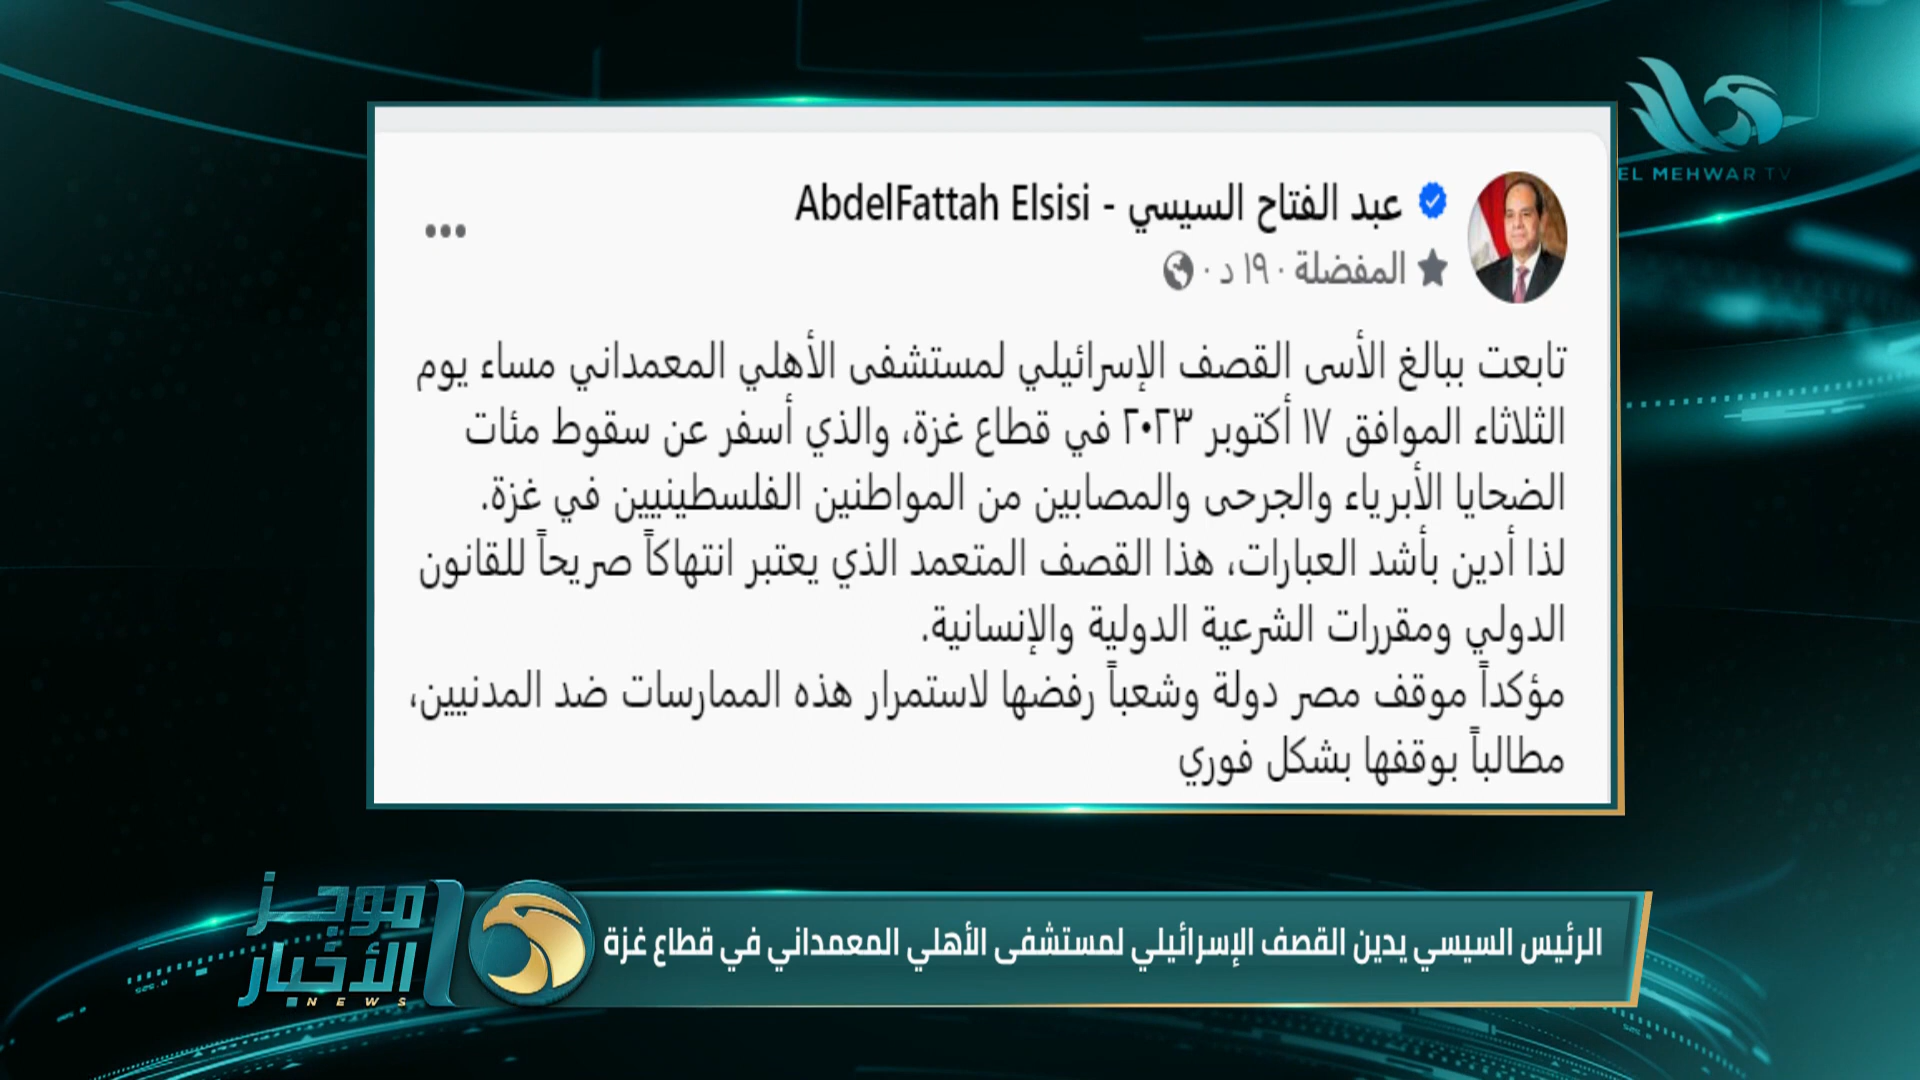 EL MEHWAR TV
عبد الفتاح السيسي - AbdelFattah Elsisi
المفضلة · ١٩ د ·
تابعت ببالغ الأسى القصف الإسرائيلي لمستشفى الأهلي المعمداني مساء يوم
الثلاثاء الموافق ١٧ أكتوبر ٢٠٢٣ في قطاع غزة، والذي أسفر عن سقوط مئات
الضحايا الأبرياء والجرحى والمصابين من المواطنين الفلسطينيين في غزة.
لذا أدين بأشد العبارات، هذا القصف المتعمد الذي يعتبر انتهاكاً صريحاً للقانون
الدولي ومقررات الشرعية الدولية والإنسانية.
مؤكداً موقف مصر دولة وشعباً رفضها لاستمرار هذه الممارسات ضد المدنيين،
مطالباً بوقفها بشكل فوري
الرئيس السيسي يدين القصف الإسرائيلي لمستشفى الأهلي المعمداني في قطاع غزة
موجز
الأخبار
NEWS